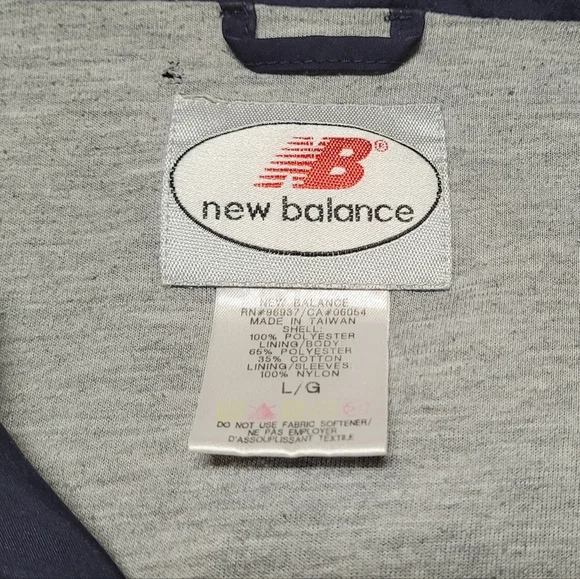 NB®
new balance
NEW BALANCE
RN#96937/CA#06054
MADE IN TAIWAN
SHELL:
100% POLYESTER
LINING/BODY
65% POLYESTER
35% COTTON
LINING/SLEEVES
100% NYLON
L/G
DO NOT USE FABRIC SOFTENER/
NE PAS EMPLOYER
D'ASSOUPLISSANT TEXTILE